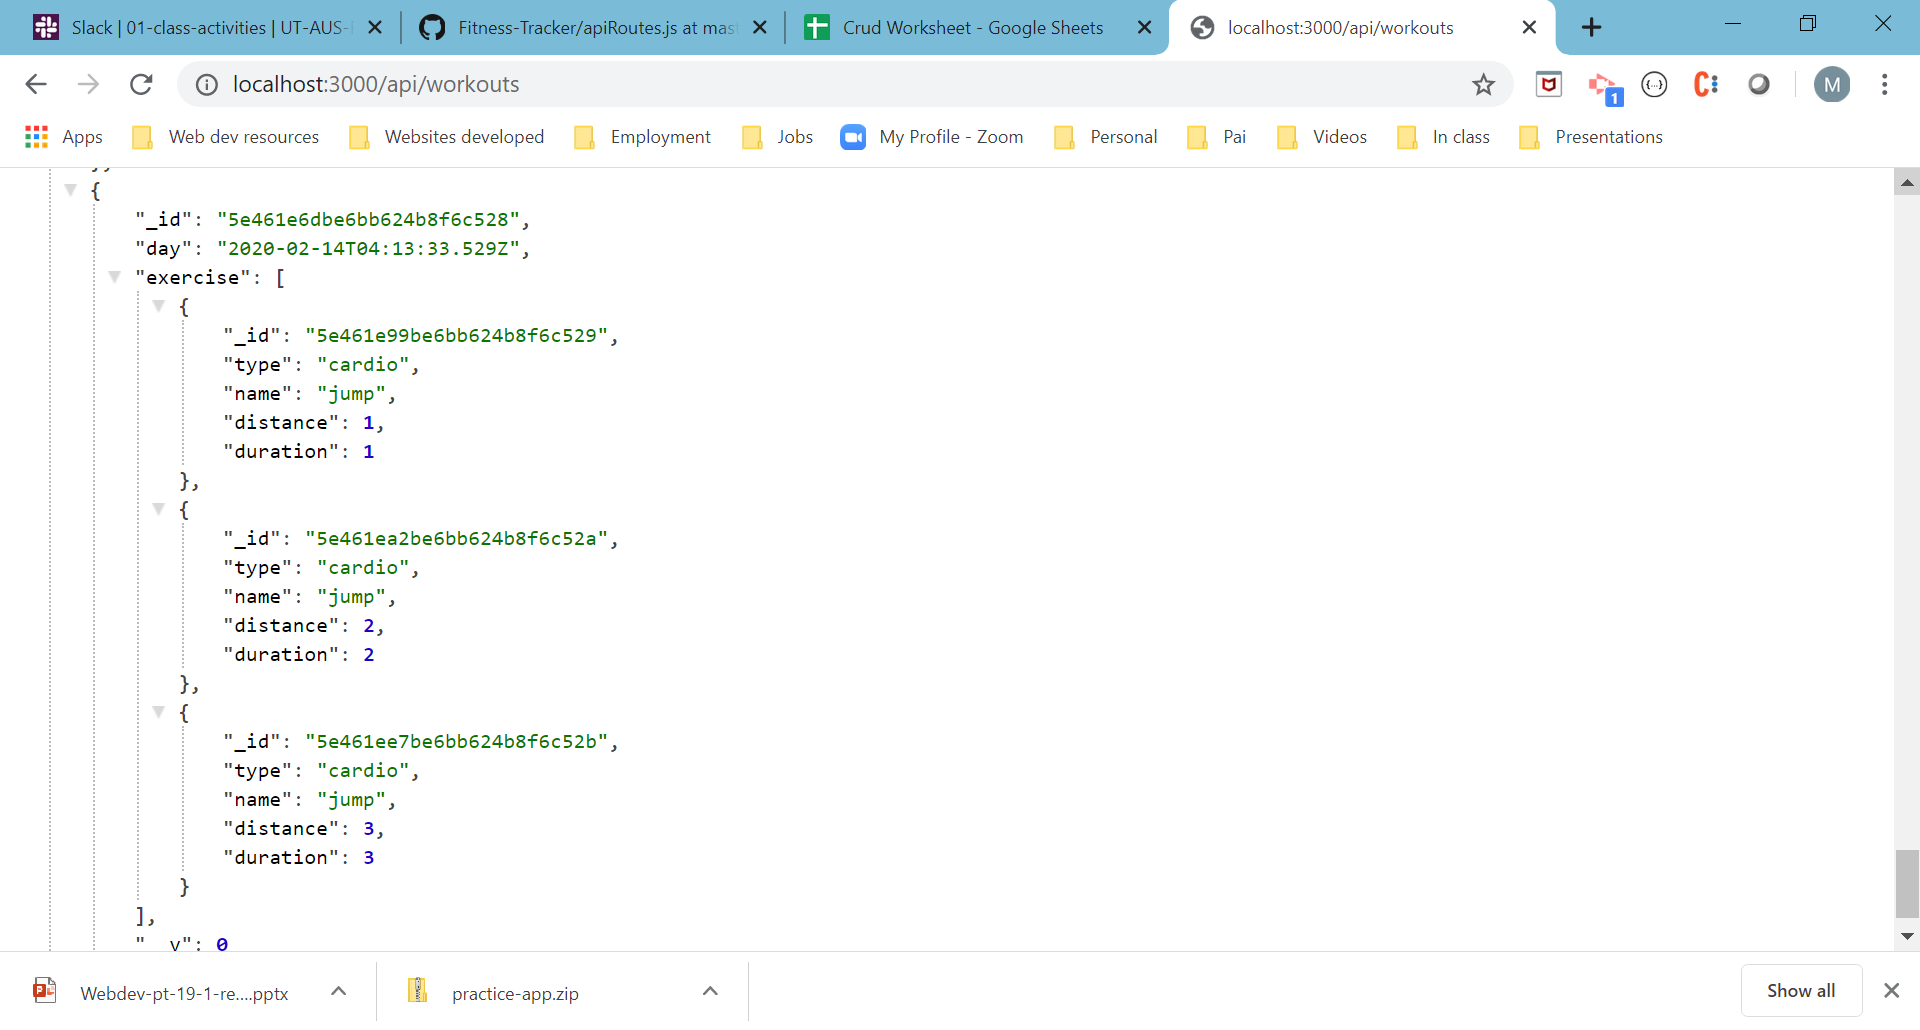 Slack | 01-class-activities | UT-AUS-
Fitness-Tracker/apiRoutes.js at mast
Crud Worksheet - Google Sheets
localhost:3000/api/workouts
localhost:3000/api/workouts
1
M
Apps
Web dev resources
Websites developed
Employment
Jobs
My Profile - Zoom
Personal
Pai
Videos
In class
Presentations
{
"_id": "5e461e6dbe6bb624b8f6c528",
"day": "2020-02-14T04:13:33.529Z",
"exercise": [
{
"_id": "5e461e99be6bb624b8f6c529",
"type": "cardio",
"name": "jump",
"distance": 1,
"duration": 1
},
{
"_id": "5e461ea2be6bb624b8f6c52a",
"type": "cardio",
"name": "jump",
"distance": 2,
"duration": 2
},
{
"_id": "5e461ee7be6bb624b8f6c52b",
"type": "cardio",
"name": "jump",
"distance": 3,
"duration": 3
}
],
"__v": 0
Webdev-pt-19-1-re....pptx
practice-app.zip
Show all